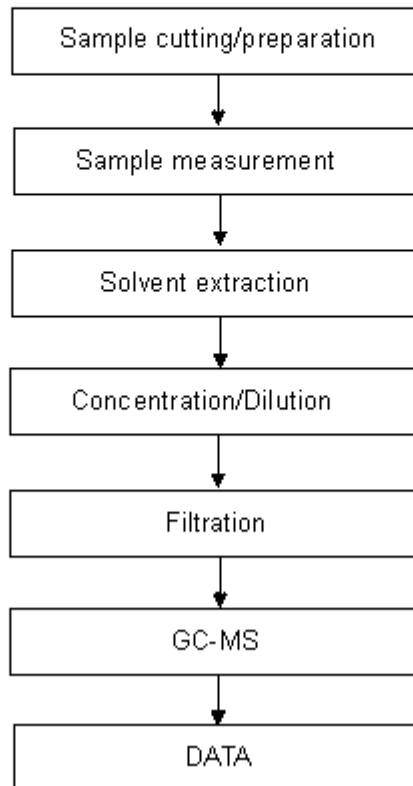 Sample cutting/preparation
Sample measurement
Solvent extraction
Concentration/Dilution
Filtration
GC-MS
DATA